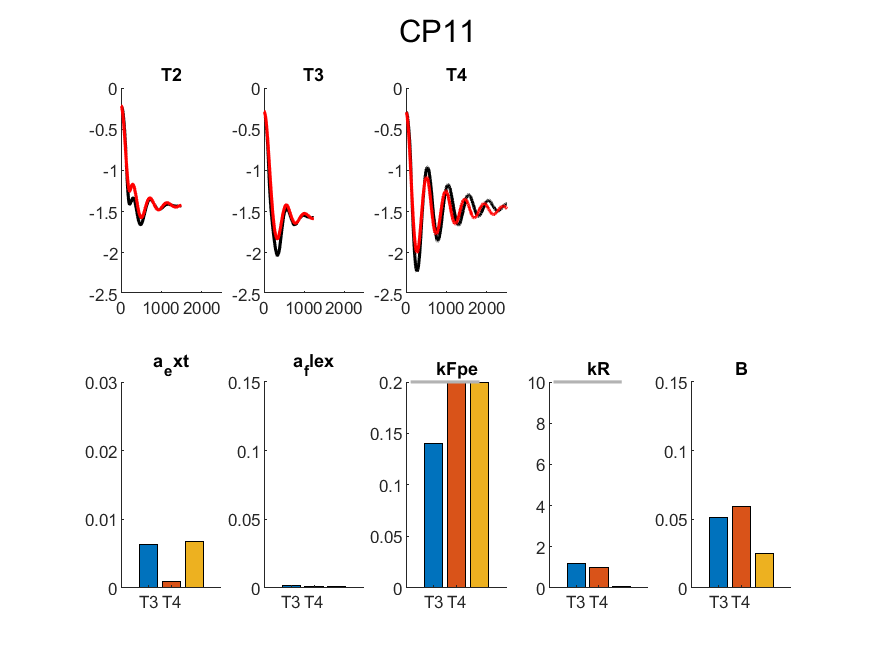 CP11
T2 T3 T4
0 0 0
-0.5 -0.5 -0.5
-1 -1 -1
-1.5 -1.5 -1.5
-2 -2 -2
-2.5 -2.5 -2.5
0 1000 2000 0 1000 2000 0 1000 2000
a_ext a_flex kFpe kR B
0.03 0.15 0.2 10 0.15
8
0.15
0.02 0.1 6 0.1
0.1
4
0.01 0.05 0.05
0.05 2
0 0 0 0 0
T3 T4 T3 T4 T3 T4 T3 T4 T3 T4